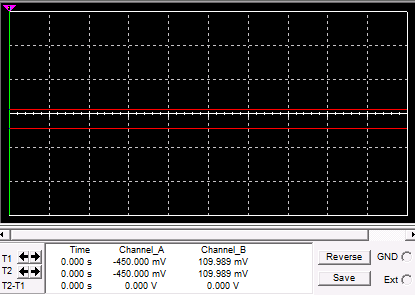 Time Channel_A Channel_B
T1 0.000 s -450.000 mV 109.989 mV
T2 0.000 s -450.000 mV 109.989 mV
T2-T1 0.000 s 0.000 V 0.000 V
Reverse GND
Save Ext